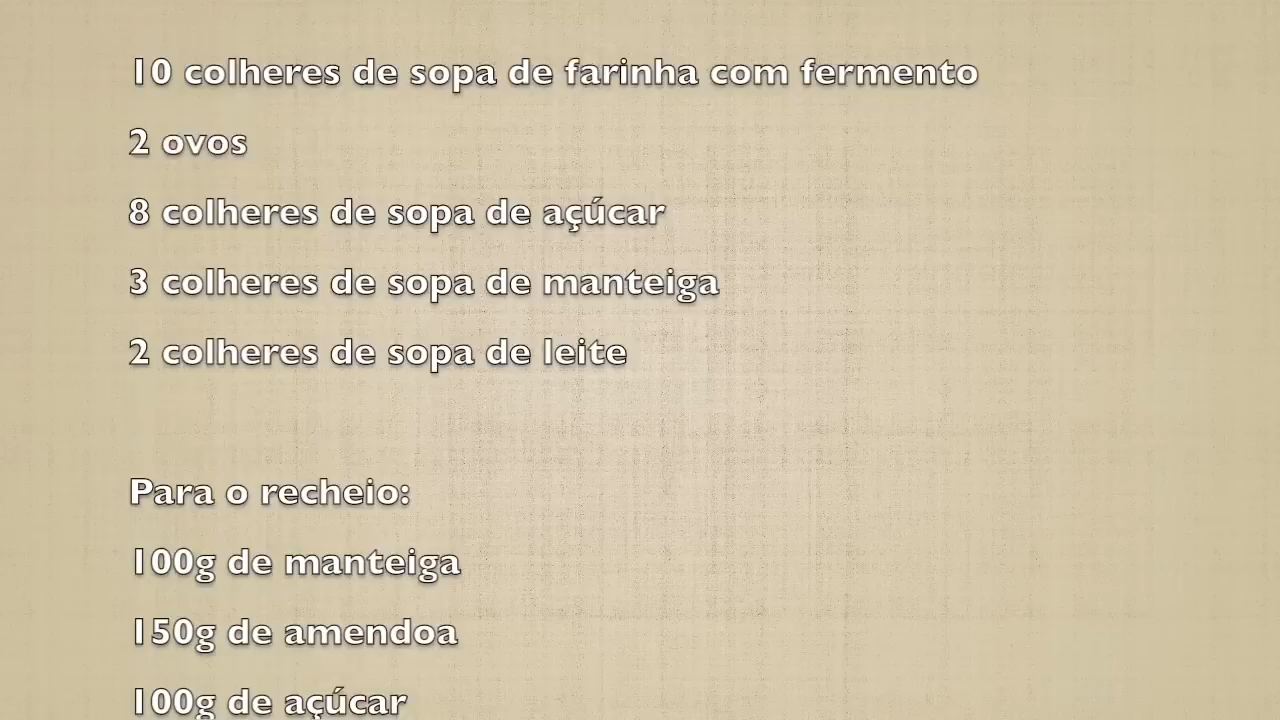 10 colheres de sopa de farinha com fermento
2 ovos
8 colheres de sopa de açúcar
3 colheres de sopa de manteiga
2 colheres de sopa de leite
Para o recheio:
100g de manteiga
150g de amendoa
100g de açúcar